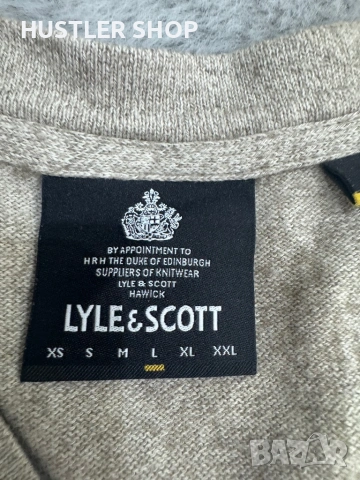 HUSTLER SHOP
BY APPOINTMENT TO
H R H THE DUKE OF EDINBURGH
SUPPLIERS OF KNITWEAR
LYLE & SCOTT
HAWICK
LYLE & SCOTT
XS S M L XL XXL
BAZAR